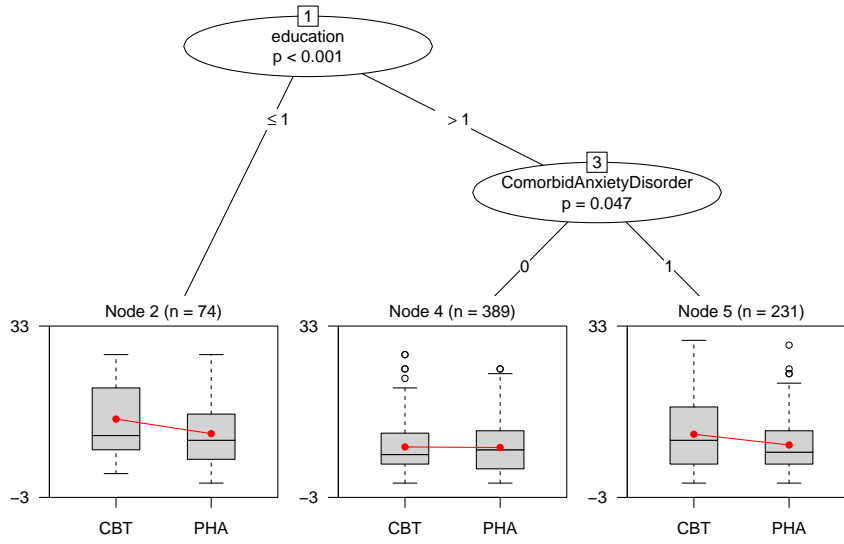 1
education
p < 0.001
≤ 1
> 1
3
ComorbidAnxietyDisorder
p = 0.047
0
1
Node 2 (n = 74)
33
−3
CBT
PHA
Node 4 (n = 389)
33
−3
CBT
PHA
Node 5 (n = 231)
33
−3
CBT
PHA